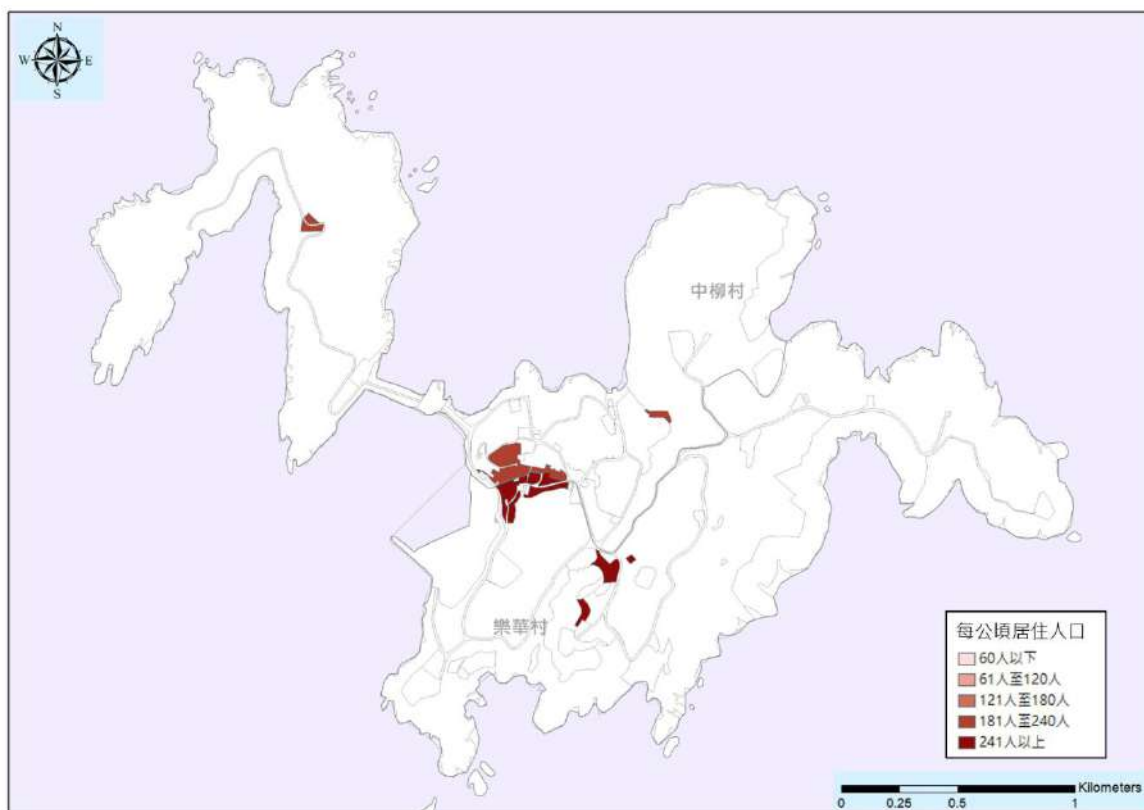 N
W E
S
中柳村
樂華村
每公頃居住人口
60人以下
61人至120人
121人至180人
181人至240人
241人以上
Kilometers
0 0.25 0.5 1